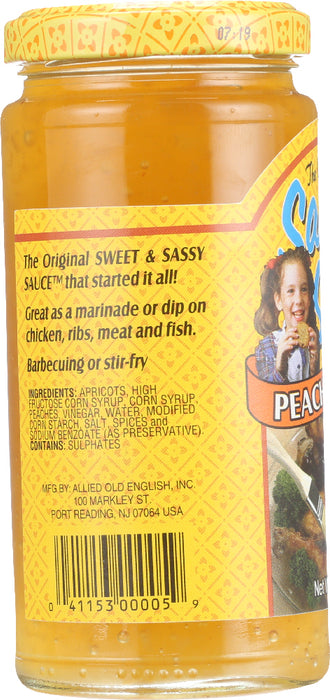 07 19
The Original SWEET & SASSY
SAUCE™ that started it all!
Great as a marinade or dip on
chicken, ribs, meat and fish.
Barbecuing or stir-fry
INGREDIENTS: APRICOTS, HIGH
FRUCTOSE CORN SYRUP, CORN SYRUP,
PEACHES, VINEGAR, WATER, MODIFIED
CORN STARCH, SALT, SPICES and
SODIUM BENZOATE (AS PRESERVATIVE).
CONTAINS: SULPHATES
MFG.BY: ALLIED OLD ENGLISH, INC.
100 MARKLEY ST.
PORT READING, NJ 07064 USA
0 41153 00005 9
The
PEACH